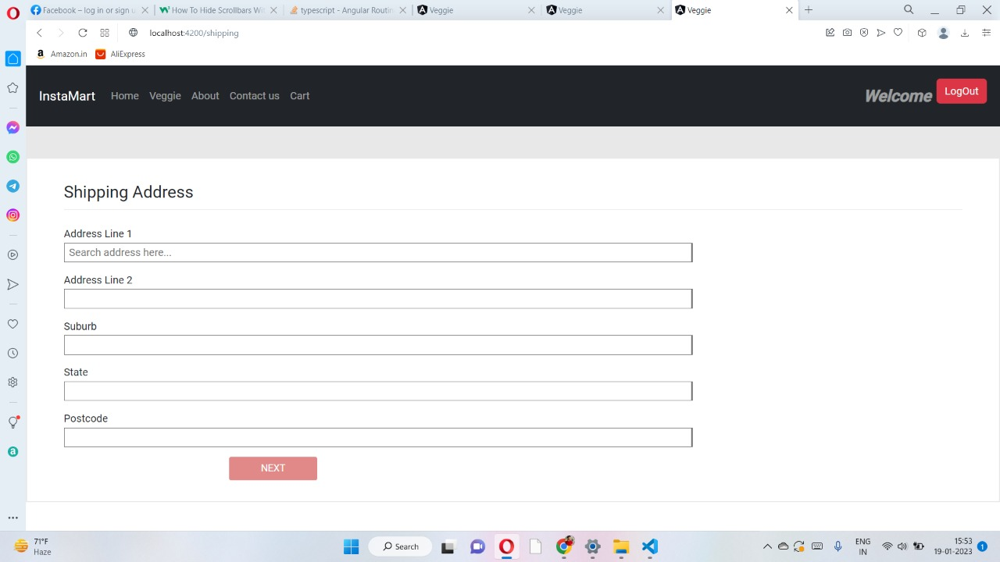 Facebook – log in or sign u
How To Hide Scrollbars Wi
typescript - Angular Routin
Veggie
Veggie
Veggie
localhost:4200/shipping
Amazon.in
AliExpress
InstaMart
Home
Veggie
About
Contact us
Cart
Welcome
LogOut
Shipping Address
Address Line 1
Search address here...
Address Line 2
Suburb
State
Postcode
NEXT
71°F
Haze
Search
ENG
IN
15:53
19-01-2023
1